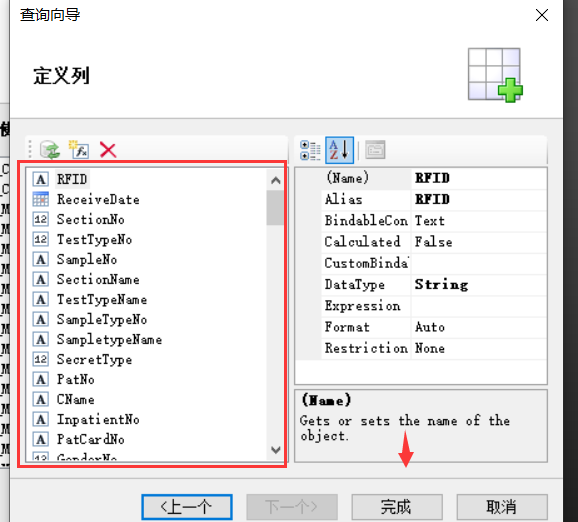 查询向导
定义列
RFID
ReceiveDate
SectionNo
TestTypeNo
SampleNo
SectionName
TestTypeName
SampleTypeNo
SampletypeName
SecretType
PatNo
CName
InpatientNo
PatCardNo
GenderNo
(Name) RFID
Alias RFID
BindableCon Text
Calculated False
CustomBinda
DataType String
Expression
Format Auto
Restriction None
(Name)
Gets or sets the name of the
object.
<上一个 下一个> 完成 取消